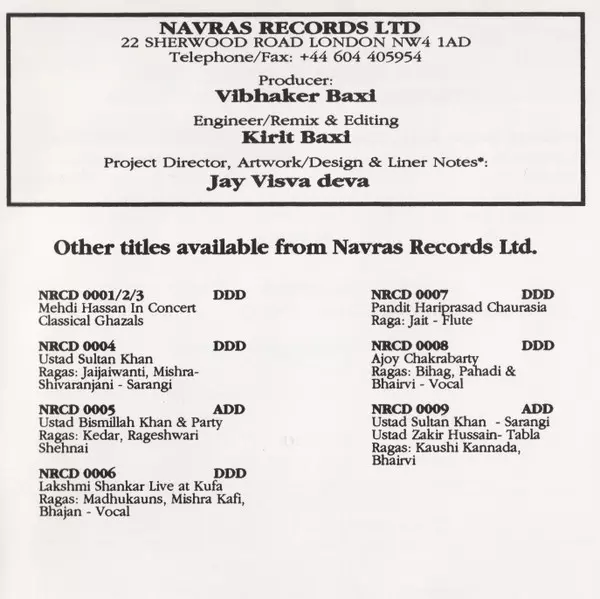 NAVRAS RECORDS LTD
22 SHERWOOD ROAD LONDON NW4 1AD
Telephone/Fax: +44 604 405954
Producer:
Vibhaker Baxi
Engineer/Remix & Editing
Kirit Baxi
Project Director, Artwork/Design & Liner Notes*:
Jay Visva deva
Other titles available from Navras Records Ltd.
NRCD 0001/2/3 DDD
Mehdi Hassan In Concert
Classical Ghazals
NRCD 0004 DDD
Ustad Sultan Khan
Ragas: Jaijaiwanti, Mishra-
Shivaranjani - Sarangi
NRCD 0005 ADD
Ustad Bismillah Khan & Party
Ragas: Kedar, Rageshwari
Shehnai
NRCD 0006 DDD
Lakshmi Shankar Live at Kufa
Ragas: Madhukauns, Mishra Kafi,
Bhajan - Vocal
NRCD 0007 DDD
Pandit Hariprasad Chaurasia
Raga: Jait - Flute
NRCD 0008 DDD
Ajoy Chakrabarty
Ragas: Bihag, Pahadi &
Bhairvi - Vocal
NRCD 0009 ADD
Ustad Sultan Khan - Sarangi
Ustad Zakir Hussain- Tabla
Ragas: Kaushi Kannada,
Bhairvi